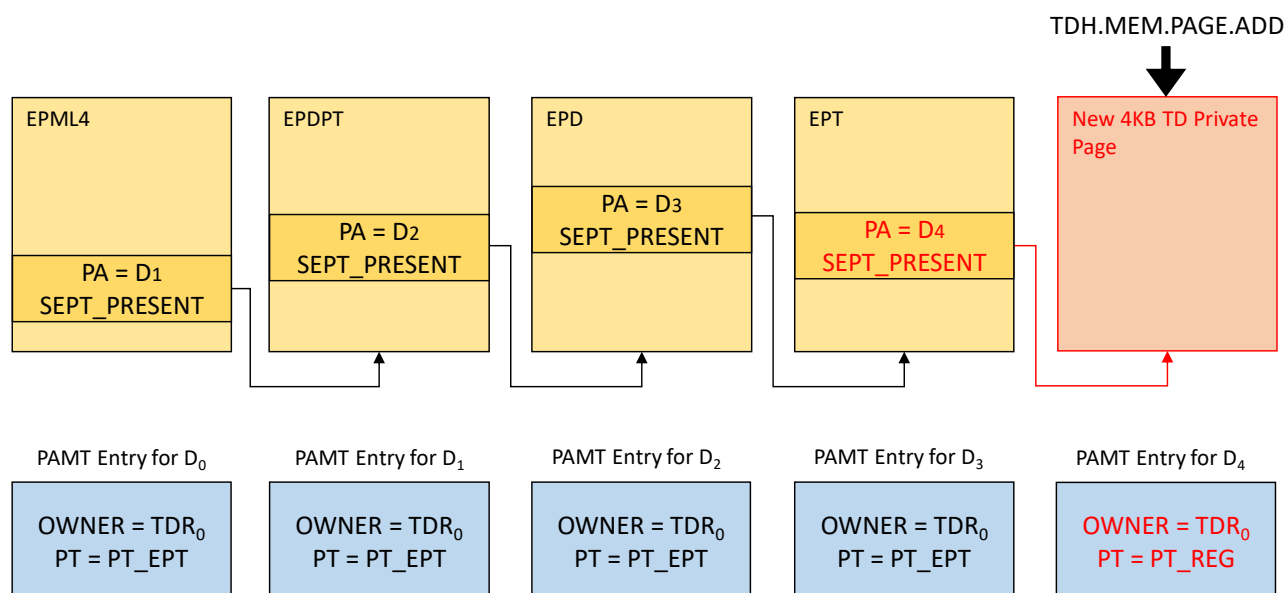 TDH.MEM.PAGE.ADD
EPML4
PA = D1
SEPT_PRESENT
EPDPT
PA = D2
SEPT_PRESENT
EPD
PA = D3
SEPT_PRESENT
EPT
PA = D4
SEPT_PRESENT
New 4KB TD Private
Page
PAMT Entry for D₀
OWNER = TDR₀
PT = PT_EPT
PAMT Entry for D₁
OWNER = TDR₀
PT = PT_EPT
PAMT Entry for D₂
OWNER = TDR₀
PT = PT_EPT
PAMT Entry for D₃
OWNER = TDR₀
PT = PT_EPT
PAMT Entry for D₄
OWNER = TDR₀
PT = PT_REG